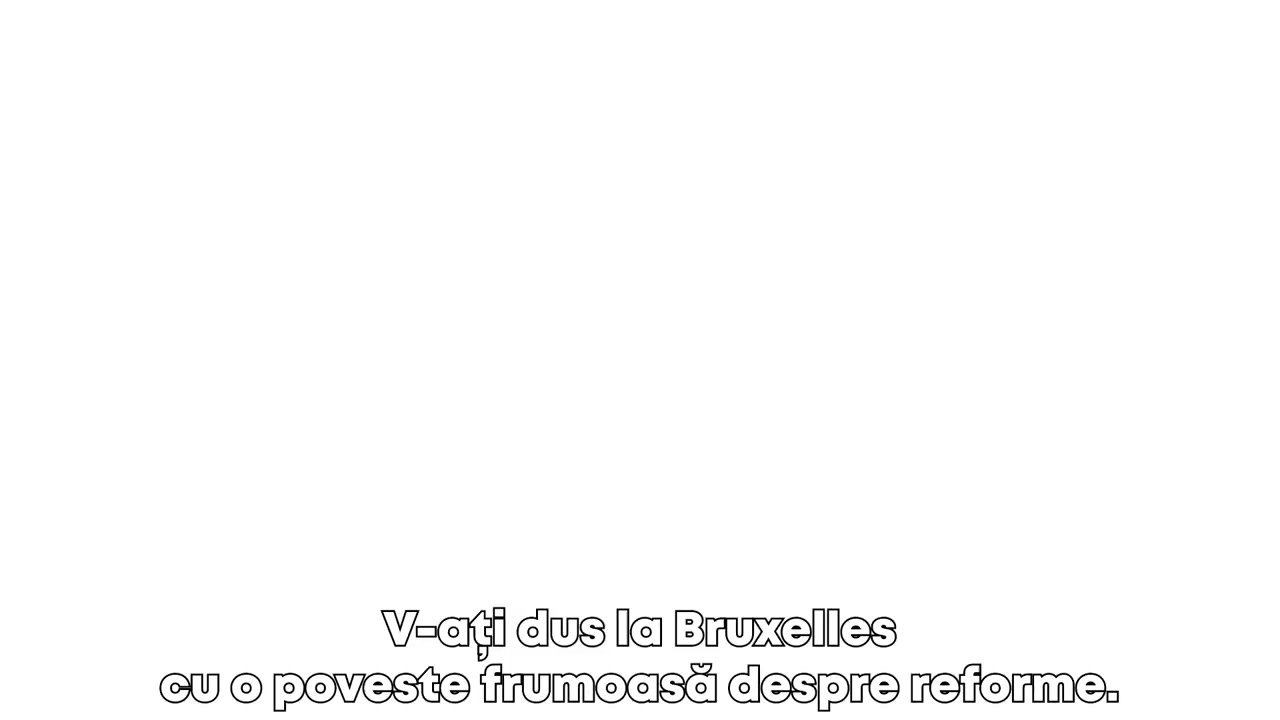 V-ați dus la Bruxelles
cu o poveste frumoasă despre reforme.